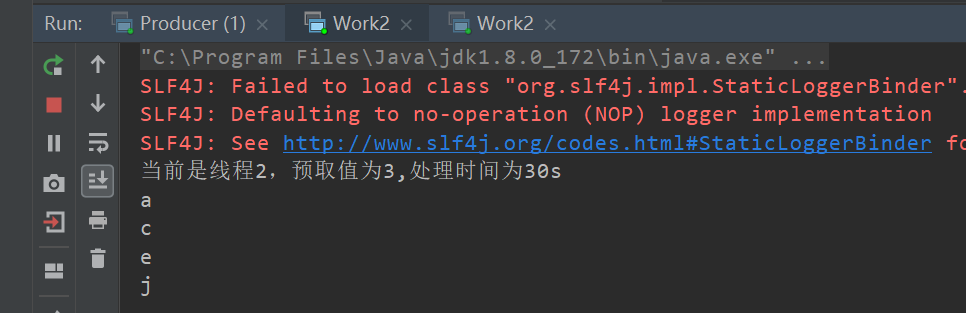 Run: Producer (1) × Work2 × Work2 ×
"C:\Program Files\Java\jdk1.8.0_172\bin\java.exe" ...
SLF4J: Failed to load class "org.slf4j.impl.StaticLoggerBinder".
SLF4J: Defaulting to no-operation (NOP) logger implementation
SLF4J: See http://www.slf4j.org/codes.html#StaticLoggerBinder fo
当前是线程2，预取值为3,处理时间为30s
a
c
e
j